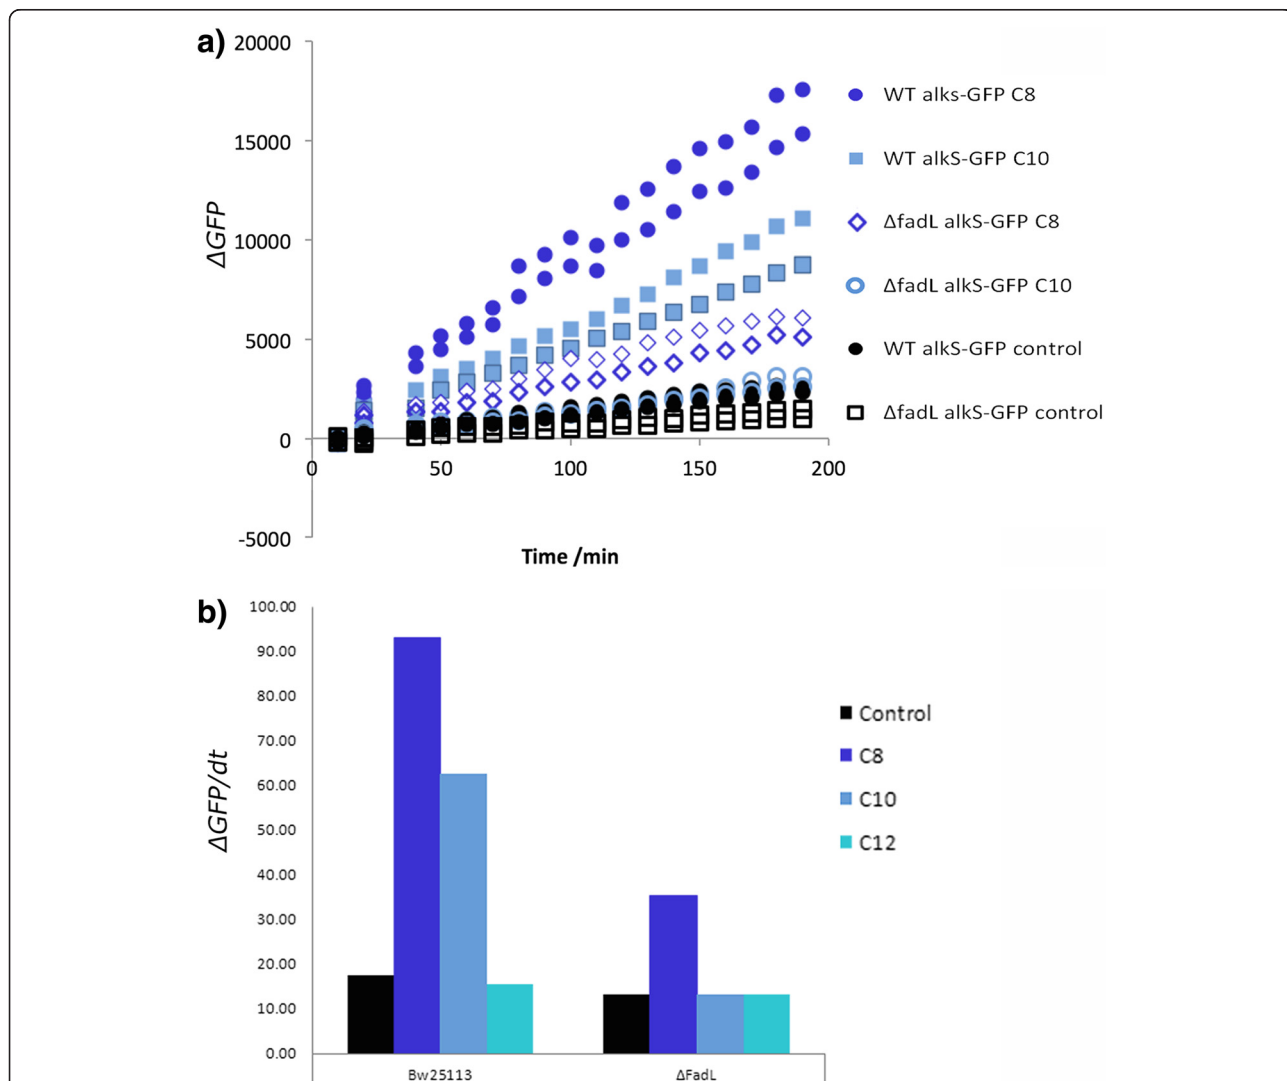 a)
20000
15000
10000
5000
0
-5000
ΔGFP
0 50 100 150 200
Time /min
WT alks-GFP C8
WT alkS-GFP C10
ΔfadL alkS-GFP C8
ΔfadL alkS-GFP C10
WT alkS-GFP control
ΔfadL alkS-GFP control
b)
100.00
90.00
80.00
70.00
60.00
50.00
40.00
30.00
20.00
10.00
0.00
ΔGFP/dt
Bw25113 ΔFadL
Control
C8
C10
C12